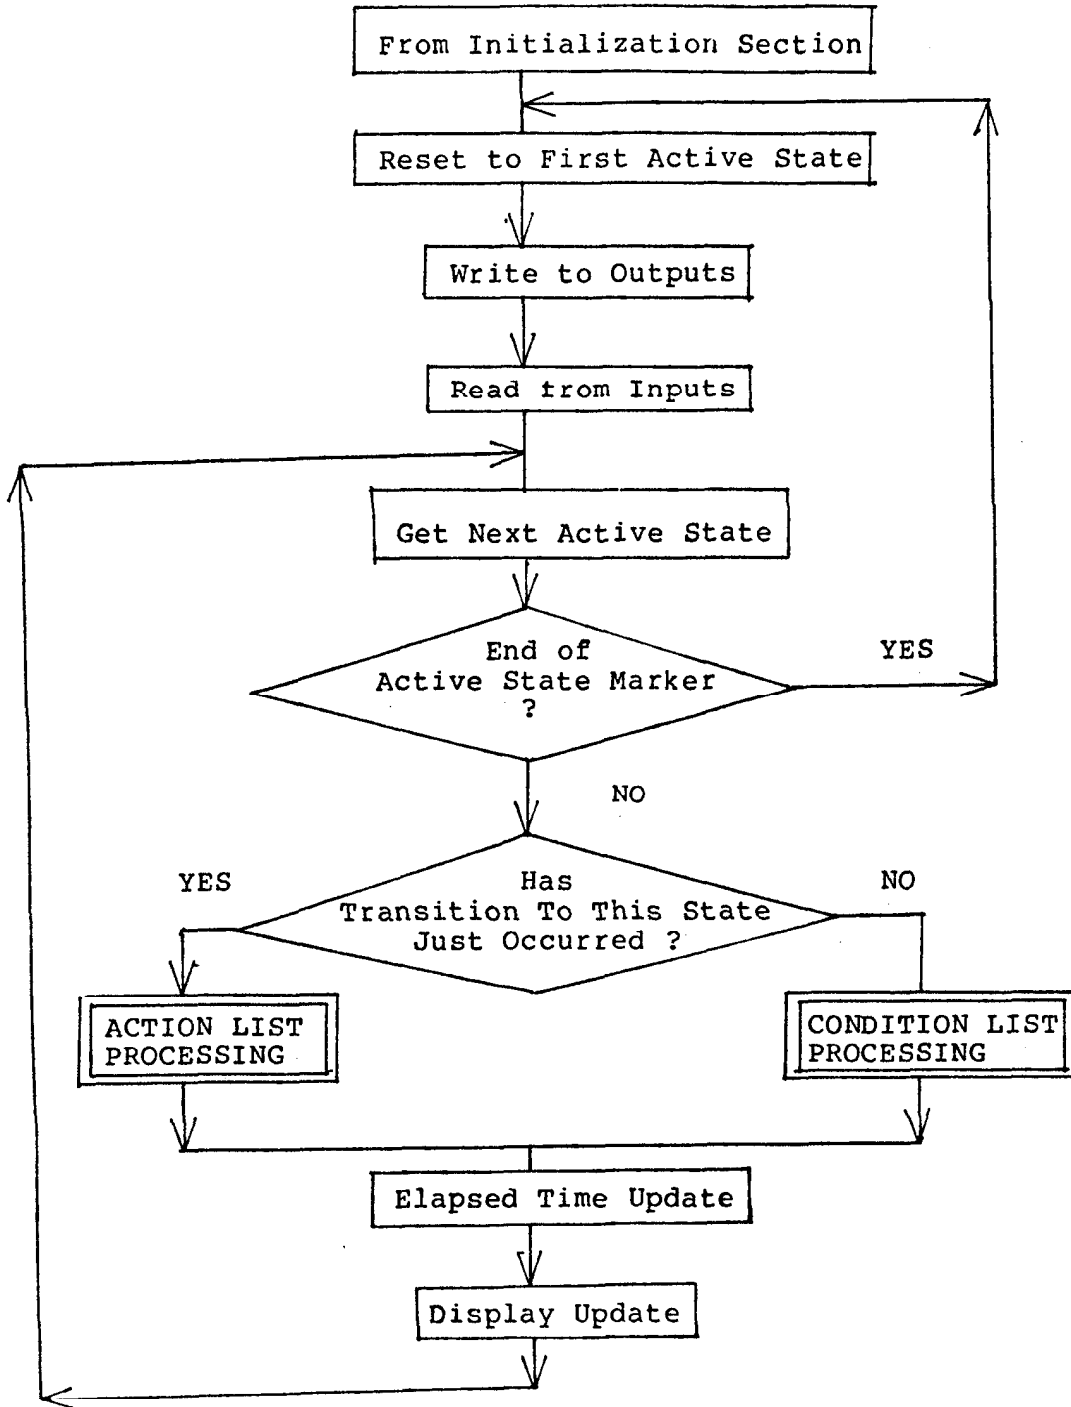 From Initialization Section
Reset to First Active State
Write to Outputs
Read from Inputs
Get Next Active State
End of
Active State Marker
?
YES
NO
Has
Transition To This State
Just Occurred ?
YES
NO
ACTION LIST
PROCESSING
CONDITION LIST
PROCESSING
Elapsed Time Update
Display Update